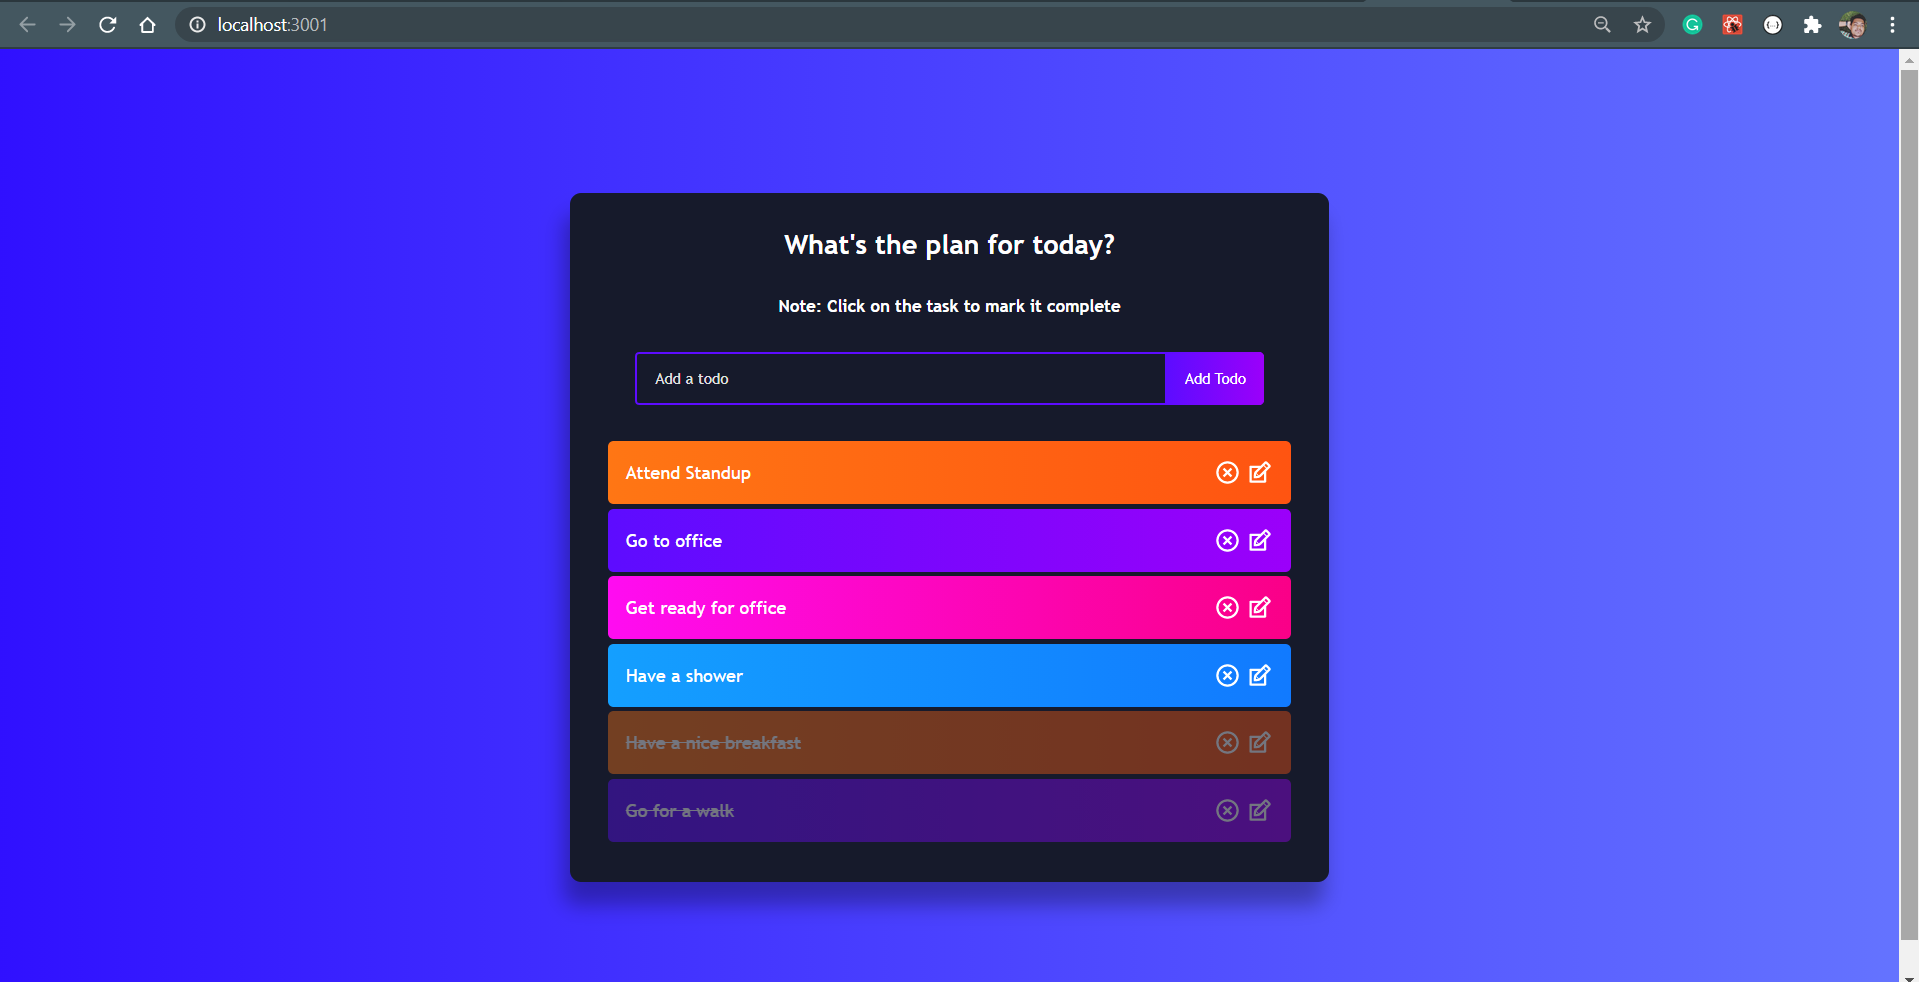 localhost:3001
What's the plan for today?
Note: Click on the task to mark it complete
Add a todo
Add Todo
Attend Standup
Go to office
Get ready for office
Have a shower
Have a nice breakfast
Go for a walk